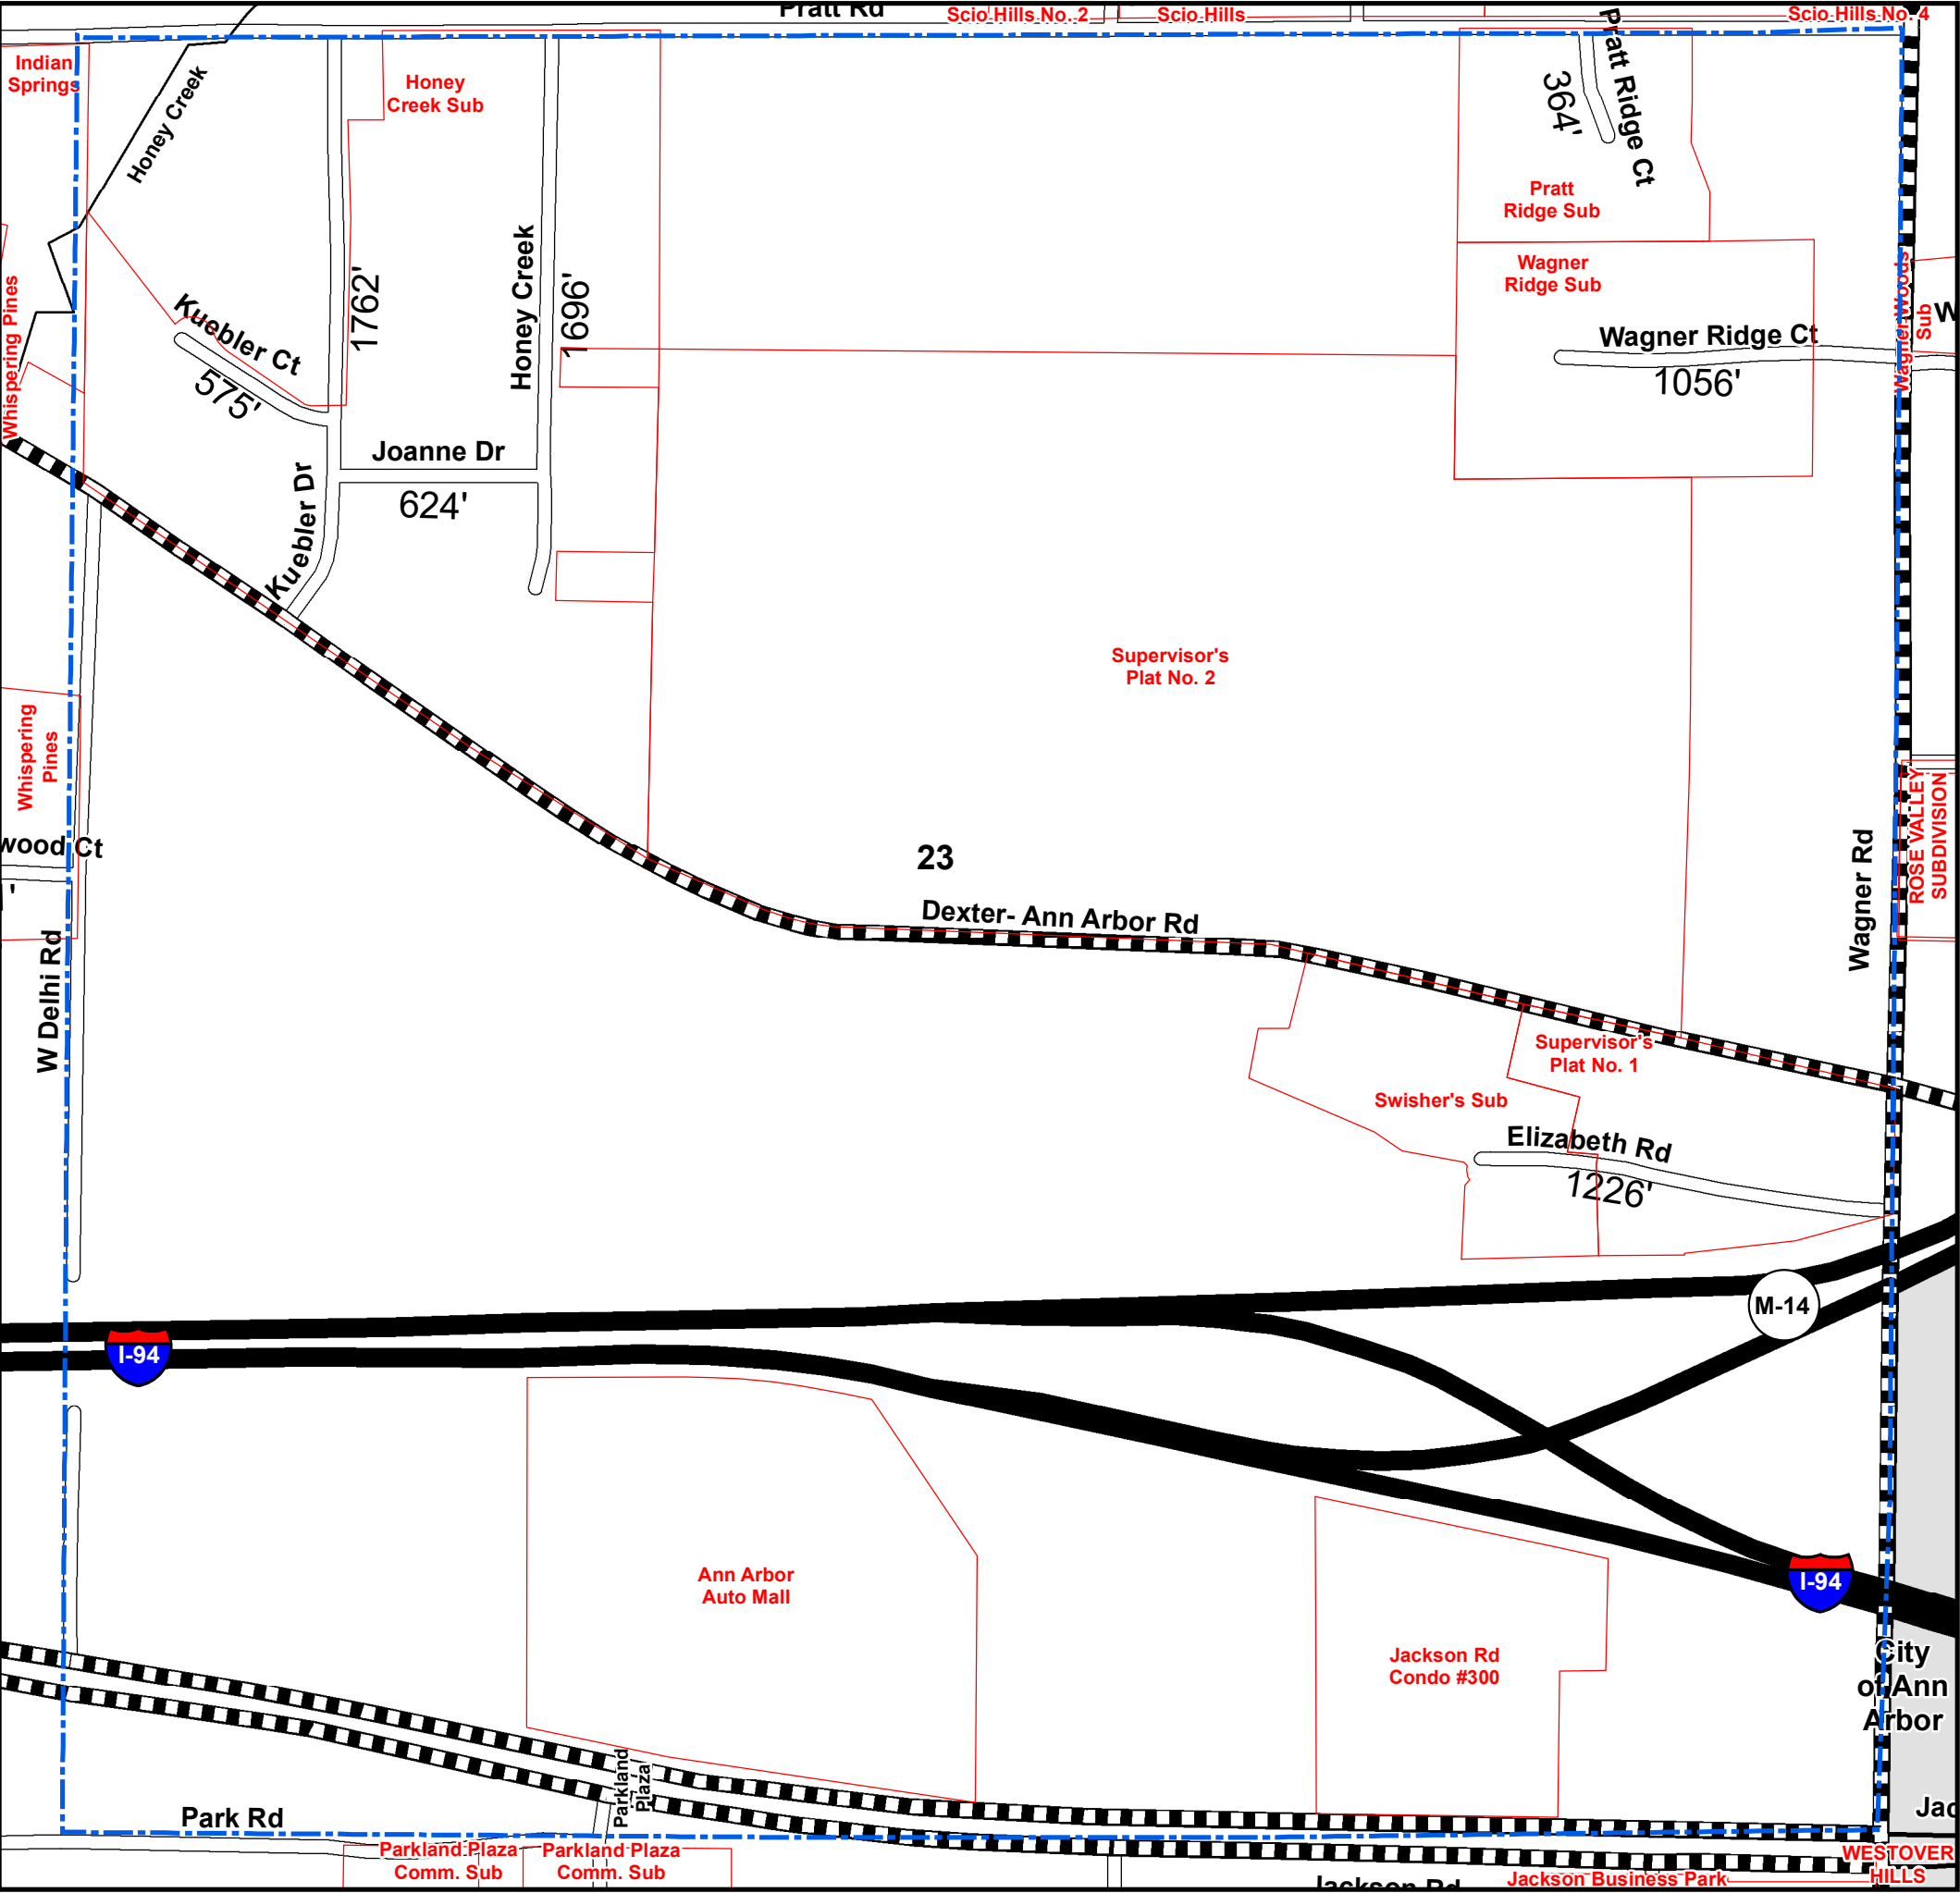 Pratt Rd
Scio Hills No. 2
Scio Hills
Scio Hills No. 4
Indian
Springs
Honey Creek
Honey
Creek Sub
364'
Pratt Ridge Ct
Pratt
Ridge Sub
Wagner
Ridge Sub
Wagner Woods
Sub
W
Whispering Pines
Kuebler Ct
575'
1762'
Honey Creek
1696'
Wagner Ridge Ct
1056'
Joanne Dr
624'
Kuebler Dr
Supervisor's
Plat No. 2
Whispering
Pines
wood Ct
'
23
Dexter- Ann Arbor Rd
Wagner Rd
ROSE VALLEY
SUBDIVISION
W Delhi Rd
Supervisor's
Plat No. 1
Swisher's Sub
Elizabeth Rd
1226'
M-14
I-94
I-94
Ann Arbor
Auto Mall
Jackson Rd
Condo #300
City
of Ann
Arbor
Parkland
Plaza
Park Rd
Jac
Parkland Plaza
Comm. Sub
Parkland Plaza
Comm. Sub
Jackson Rd
Jackson Business Park
WESTOVER
HILLS